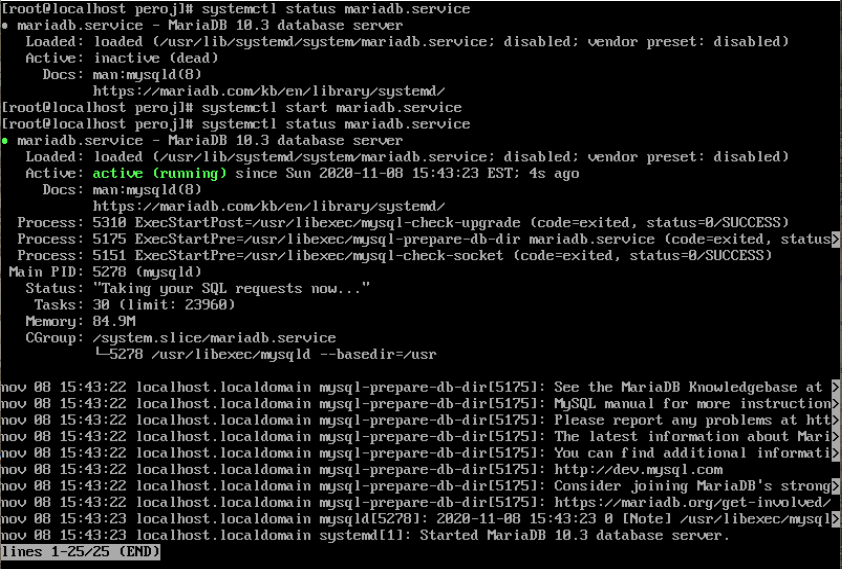 [root@localhost peroj]# systemctl status mariadb.service
● mariadb.service - MariaDB 10.3 database server
   Loaded: loaded (/usr/lib/systemd/system/mariadb.service; disabled; vendor preset: disabled)
   Active: inactive (dead)
     Docs: man:mysqld(8)
           https://mariadb.com/kb/en/library/systemd/
[root@localhost peroj]# systemctl start mariadb.service
[root@localhost peroj]# systemctl status mariadb.service
● mariadb.service - MariaDB 10.3 database server
   Loaded: loaded (/usr/lib/systemd/system/mariadb.service; disabled; vendor preset: disabled)
   Active: active (running) since Sun 2020-11-08 15:43:23 EST; 4s ago
     Docs: man:mysqld(8)
           https://mariadb.com/kb/en/library/systemd/
  Process: 5310 ExecStartPost=/usr/libexec/mysql-check-upgrade (code=exited, status=0/SUCCESS)
  Process: 5175 ExecStartPre=/usr/libexec/mysql-prepare-db-dir mariadb.service (code=exited, status>
  Process: 5151 ExecStartPre=/usr/libexec/mysql-check-socket (code=exited, status=0/SUCCESS)
 Main PID: 5278 (mysqld)
   Status: "Taking your SQL requests now..."
    Tasks: 30 (limit: 23960)
   Memory: 84.9M
   CGroup: /system.slice/mariadb.service
           └─5278 /usr/libexec/mysqld --basedir=/usr

nov 08 15:43:22 localhost.localdomain mysql-prepare-db-dir[5175]: See the MariaDB Knowledgebase at >
nov 08 15:43:22 localhost.localdomain mysql-prepare-db-dir[5175]: MySQL manual for more instruction>
nov 08 15:43:22 localhost.localdomain mysql-prepare-db-dir[5175]: Please report any problems at htt>
nov 08 15:43:22 localhost.localdomain mysql-prepare-db-dir[5175]: The latest information about Mari>
nov 08 15:43:22 localhost.localdomain mysql-prepare-db-dir[5175]: You can find additional informati>
nov 08 15:43:22 localhost.localdomain mysql-prepare-db-dir[5175]: http://dev.mysql.com
nov 08 15:43:22 localhost.localdomain mysql-prepare-db-dir[5175]: Consider joining MariaDB's strong>
nov 08 15:43:22 localhost.localdomain mysql-prepare-db-dir[5175]: https://mariadb.org/get-involved/
nov 08 15:43:23 localhost.localdomain mysqld[5278]: 2020-11-08 15:43:23 0 [Note] /usr/libexec/mysql>
nov 08 15:43:23 localhost.localdomain systemd[1]: Started MariaDB 10.3 database server.
lines 1-25/25 (END)